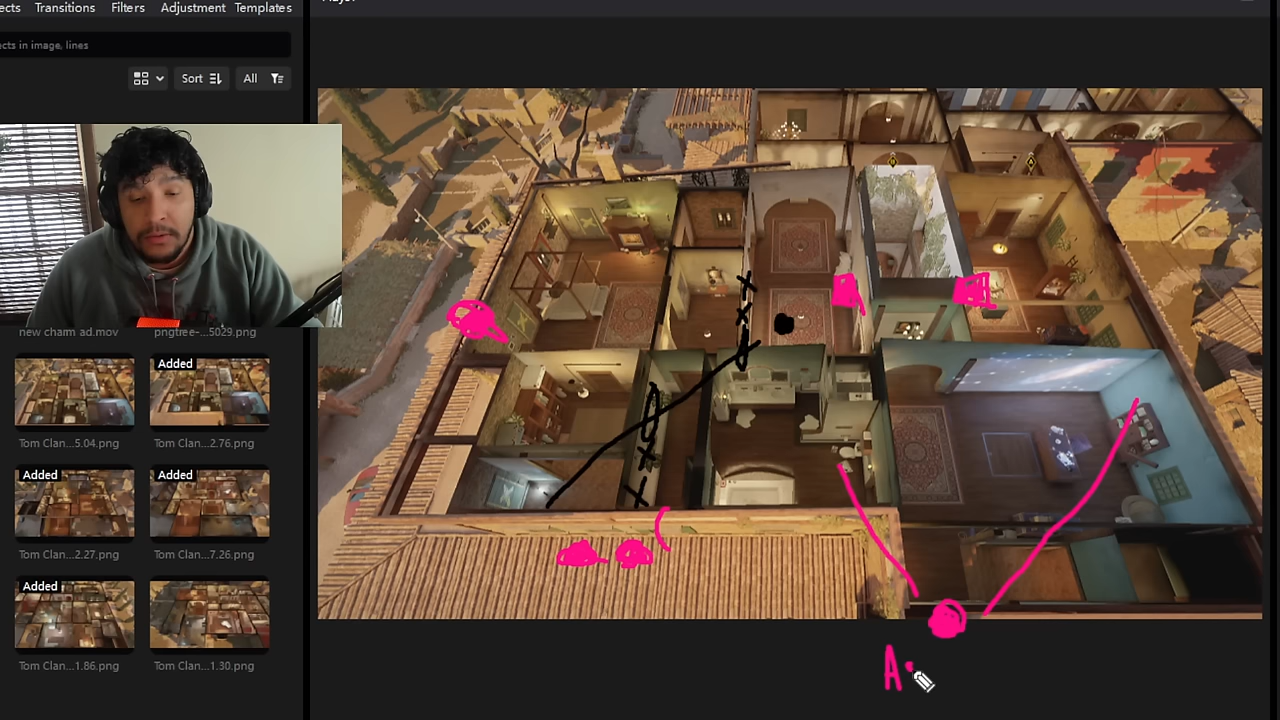 Transitions Filters Adjustment Templates
cts in image, lines
Sort All
new charm ad.mov pngtree-...5029.png
Added
Tom Clan...5.04.png Tom Clan...2.76.png
Added Added
Tom Clan...2.27.png Tom Clan...7.26.png
Added
Tom Clan...1.86.png Tom Clan...1.30.png
A